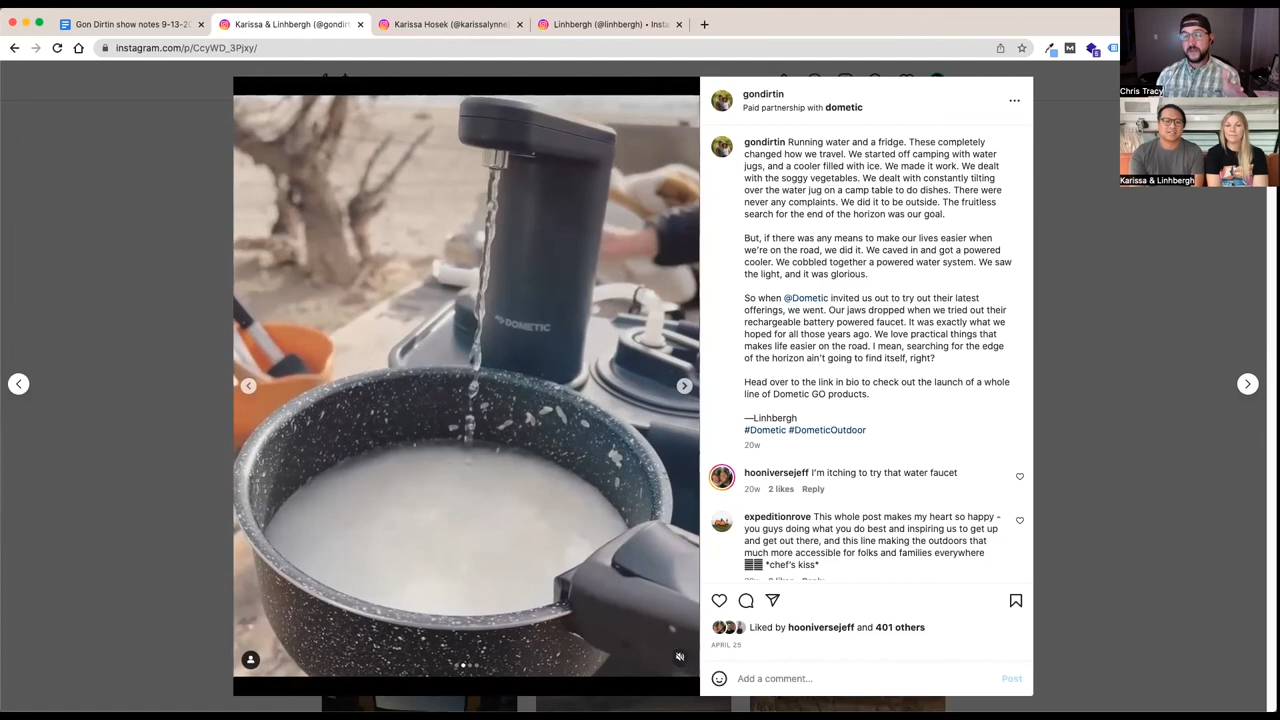 Gon Dirtin show notes 9-13-20
Karissa & Linhbergh (@gondirt
Karissa Hosek (@karissalynne
Linhbergh (@linhbergh) • Insta
instagram.com/p/CcyWD_3Pjxy/
Chris Tracy
Karissa & Linhbergh
DOMETIC
gondirtin
Paid partnership with dometic
gondirtin Running water and a fridge. These completely
changed how we travel. We started off camping with water
jugs, and a cooler filled with ice. We made it work. We dealt
with the soggy vegetables. We dealt with constantly tilting
over the water jug on a camp table to do dishes. There were
never any complaints. We did it to be outside. The fruitless
search for the end of the horizon was our goal.
But, if there was any means to make our lives easier when
we're on the road, we did it. We caved in and got a powered
cooler. We cobbled together a powered water system. We saw
the light, and it was glorious.
So when @Dometic invited us out to try out their latest
offerings, we went. Our jaws dropped when we tried out their
rechargeable battery powered faucet. It was exactly what we
hoped for all those years ago. We love practical things that
makes life easier on the road. I mean, searching for the edge
of the horizon ain't going to find itself, right?
Head over to the link in bio to check out the launch of a whole
line of Dometic GO products.
—Linhbergh
#Dometic #DometicOutdoor
20w
hooniversejeff I'm itching to try that water faucet
20w 2 likes Reply
expeditionrove This whole post makes my heart so happy -
you guys doing what you do best and inspiring us to get up
and get out there, and this line making the outdoors that
much more accessible for folks and families everywhere
*chef's kiss*
Liked by hooniversejeff and 401 others
APRIL 25
Add a comment...
Post